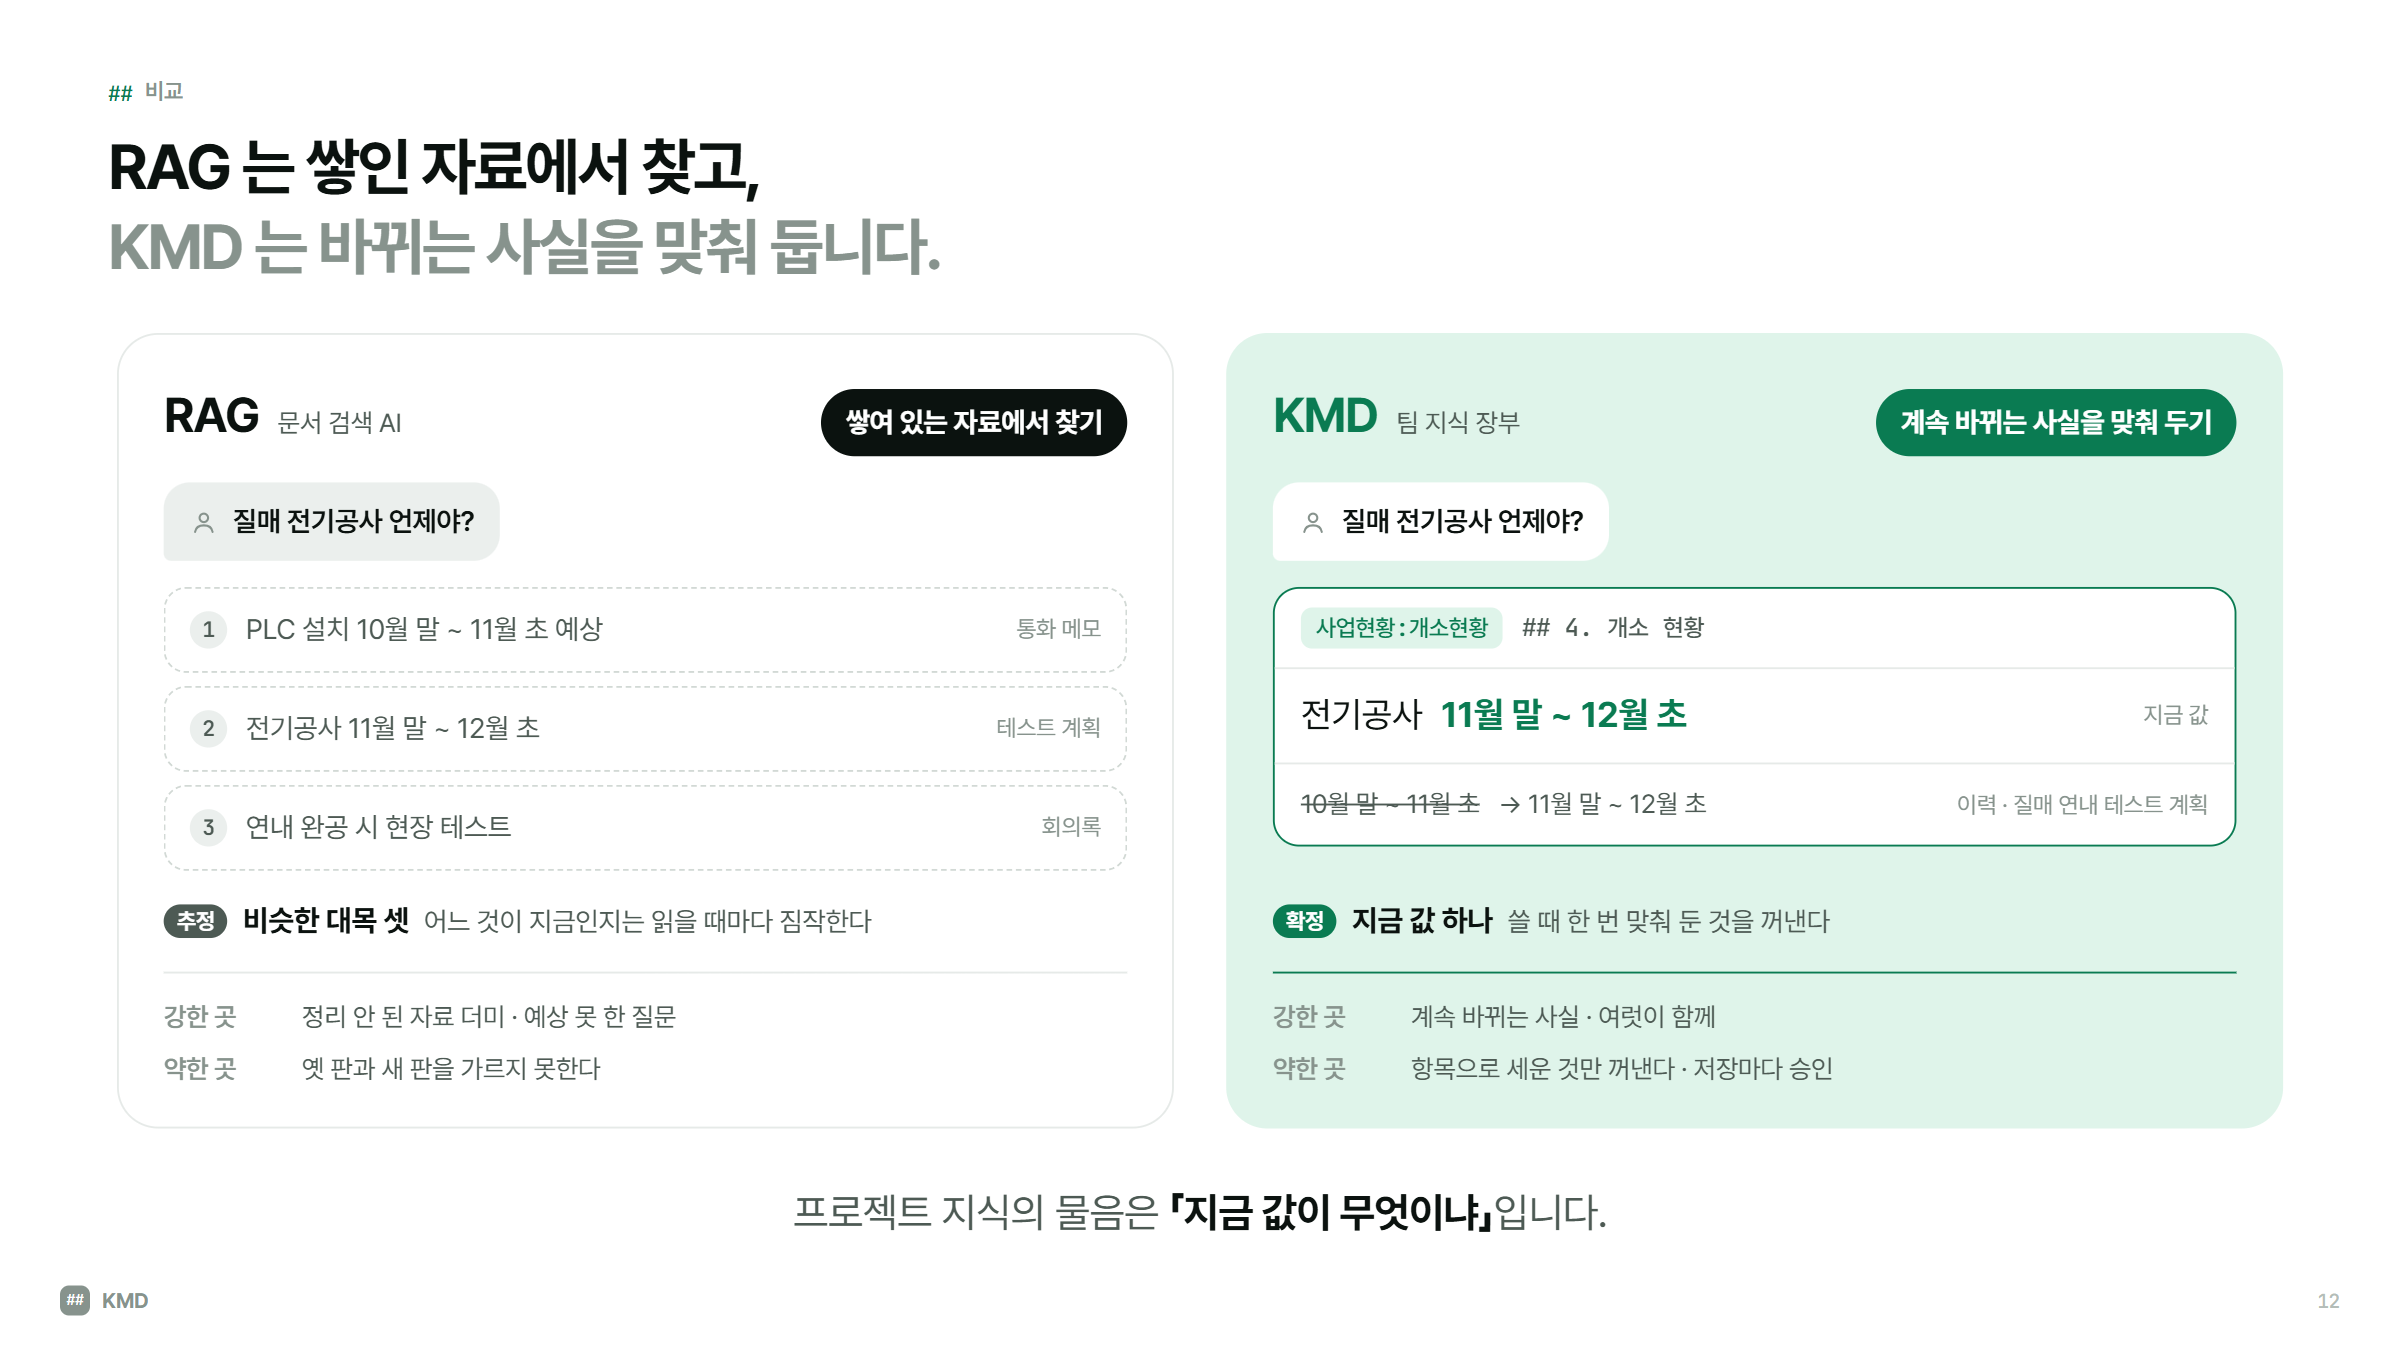 ## 비교
RAG 는 쌓인 자료에서 찾고,
KMD 는 바뀌는 사실을 맞춰 둡니다.
RAG 문서 검색 AI 쌓여 있는 자료에서 찾기
질매 전기공사 언제야?
1 PLC 설치 10월 말 ~ 11월 초 예상 통화 메모
2 전기공사 11월 말 ~ 12월 초 테스트 계획
3 연내 완공 시 현장 테스트 회의록
추정 비슷한 대목 셋 어느 것이 지금인지는 읽을 때마다 짐작한다
강한 곳 정리 안 된 자료 더미 · 예상 못 한 질문
약한 곳 옛 판과 새 판을 가르지 못한다
KMD 팀 지식 장부 계속 바뀌는 사실을 맞춰 두기
질매 전기공사 언제야?
사업현황:개소현황 ## 4. 개소 현황
전기공사 11월 말 ~ 12월 초 지금 값
10월 말 ~ 11월 초 → 11월 말 ~ 12월 초 이력 · 질매 연내 테스트 계획
확정 지금 값 하나 쓸 때 한 번 맞춰 둔 것을 꺼낸다
강한 곳 계속 바뀌는 사실 · 여럿이 함께
약한 곳 항목으로 세운 것만 꺼낸다 · 저장마다 승인
프로젝트 지식의 물음은 「지금 값이 무엇이냐」입니다.
## KMD
12